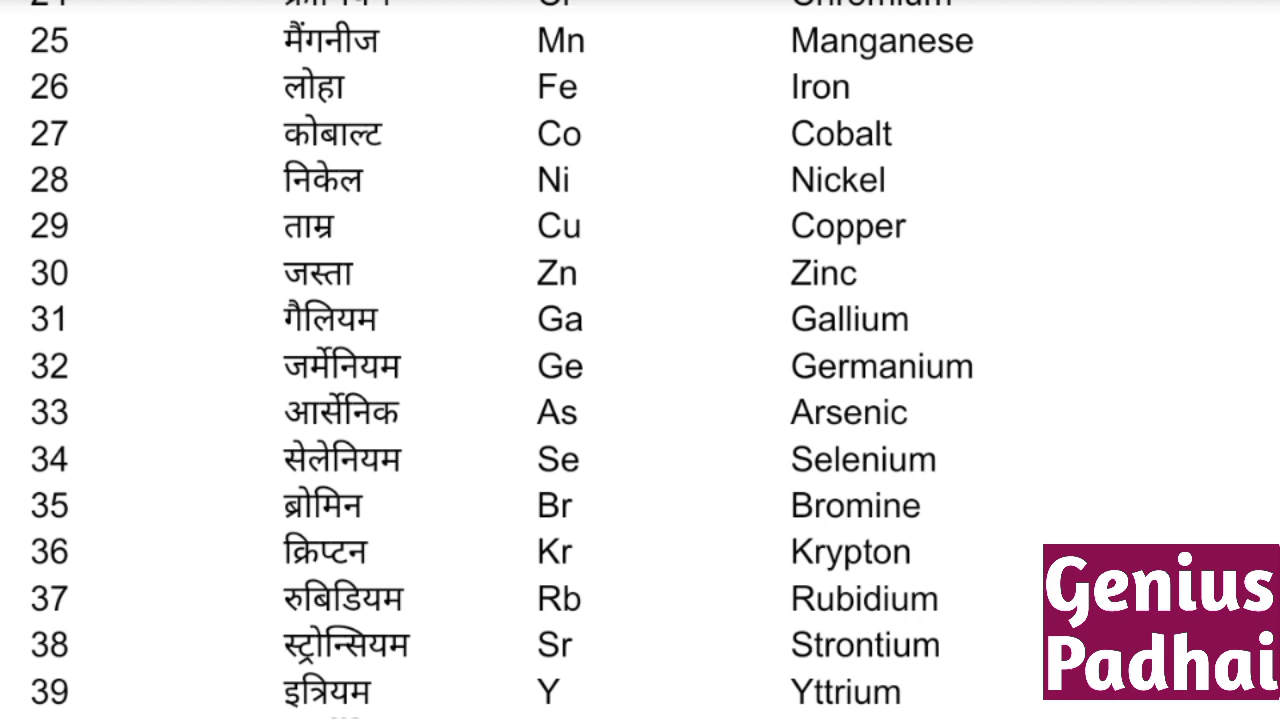 25 मैंगनीज Mn Manganese
26 लोहा Fe Iron
27 कोबाल्ट Co Cobalt
28 निकेल Ni Nickel
29 ताम्र Cu Copper
30 जस्ता Zn Zinc
31 गैलियम Ga Gallium
32 जर्मेनियम Ge Germanium
33 आर्सेनिक As Arsenic
34 सेलेनियम Se Selenium
35 ब्रोमिन Br Bromine
36 क्रिप्टन Kr Krypton
37 रुबिडियम Rb Rubidium
38 स्ट्रोन्सियम Sr Strontium
39 इत्रियम Y Yttrium
Genius
Padhai